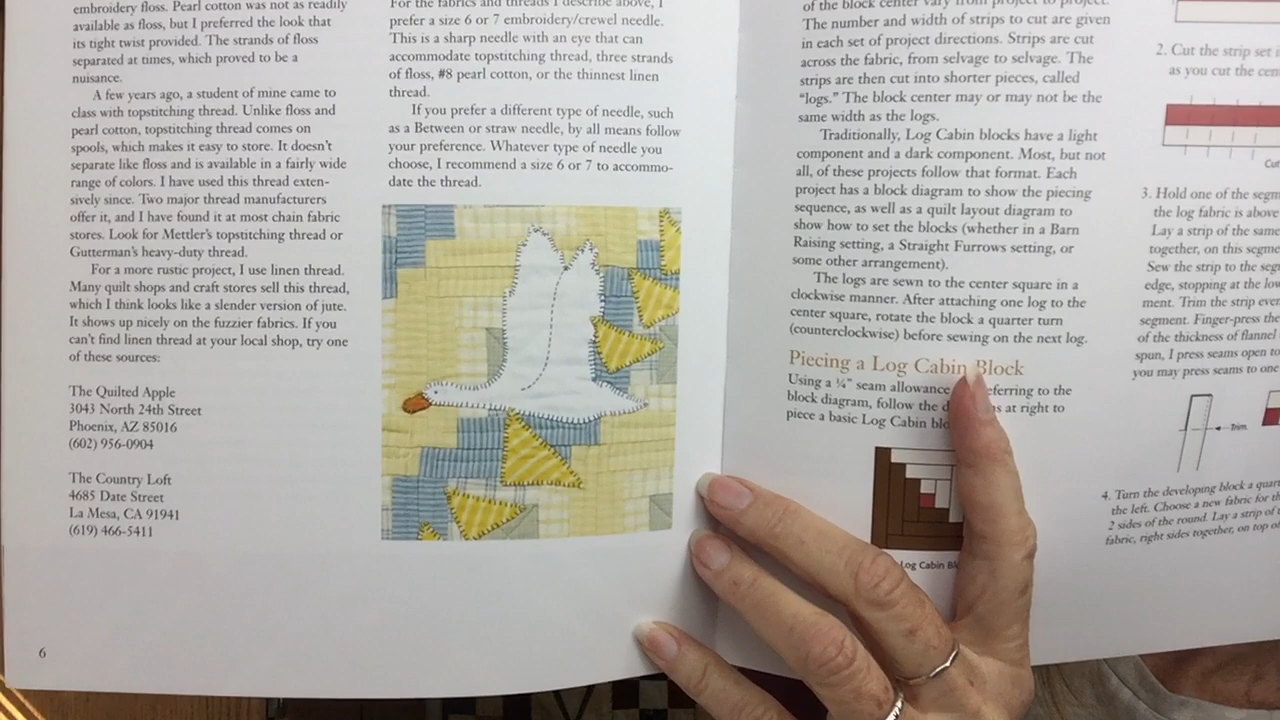 embroidery floss. Pearl cotton was not as readily
available as floss, but I preferred the look that
its tight twist provided. The strands of floss
separated at times, which proved to be a
nuisance.
A few years ago, a student of mine came to
class with topstitching thread. Unlike floss and
pearl cotton, topstitching thread comes on
spools, which makes it easy to store. It doesn't
separate like floss and is available in a fairly wide
range of colors. I have used this thread exten-
sively since. Two major thread manufacturers
offer it, and I have found it at most chain fabric
stores. Look for Mettler's topstitching thread or
Gutterman's heavy-duty thread.
For a more rustic project, I use linen thread.
Many quilt shops and craft stores sell this thread,
which I think looks like a slender version of jute.
It shows up nicely on the fuzzier fabrics. If you
can't find linen thread at your local shop, try one
of these sources:
The Quilted Apple
3043 North 24th Street
Phoenix, AZ 85016
(602) 956-0904
The Country Loft
4685 Date Street
La Mesa, CA 91941
(619) 466-5411
6
For the fabrics and threads I describe above, I
prefer a size 6 or 7 embroidery/crewel needle.
This is a sharp needle with an eye that can
accommodate topstitching thread, three strands
of floss, #8 pearl cotton, or the thinnest linen
thread.
If you prefer a different type of needle, such
as a Between or straw needle, by all means follow
your preference. Whatever type of needle you
choose, I recommend a size 6 or 7 to accommo-
date the thread.
of the block center vary from project to project.
The number and width of strips to cut are given
in each set of project directions. Strips are cut
across the fabric, from selvage to selvage. The
strips are then cut into shorter pieces, called
"logs." The block center may or may not be the
same width as the logs.
Traditionally, Log Cabin blocks have a light
component and a dark component. Most, but not
all, of these projects follow that format. Each
project has a block diagram to show the piecing
sequence, as well as a quilt layout diagram to
show how to set the blocks (whether in a Barn
Raising setting, a Straight Furrows setting, or
some other arrangement).
The logs are sewn to the center square in a
clockwise manner. After attaching one log to the
center square, rotate the block a quarter turn
(counterclockwise) before sewing on the next log.
Piecing a Log Cabin Block
Using a ¼" seam allowance eferring to the
block diagram, follow the d ns at right to
piece a basic Log Cabin blo
Log Cabin Bl
2. Cut the strip set i
as you cut the cen
Cu
3. Hold one of the segm
the log fabric is above
Lay a strip of the same
together, on this segme
Sew the strip to the seg
edge, stopping at the low
ment. Trim the strip even
segment. Finger-press the
of the thickness of flannel
spun, I press seams open to
you may press seams to one
Trim.
4. Turn the developing block a quart
the left. Choose a new fabric for th
2 sides of the round. Lay a strip of t
fabric, right sides together, on top o